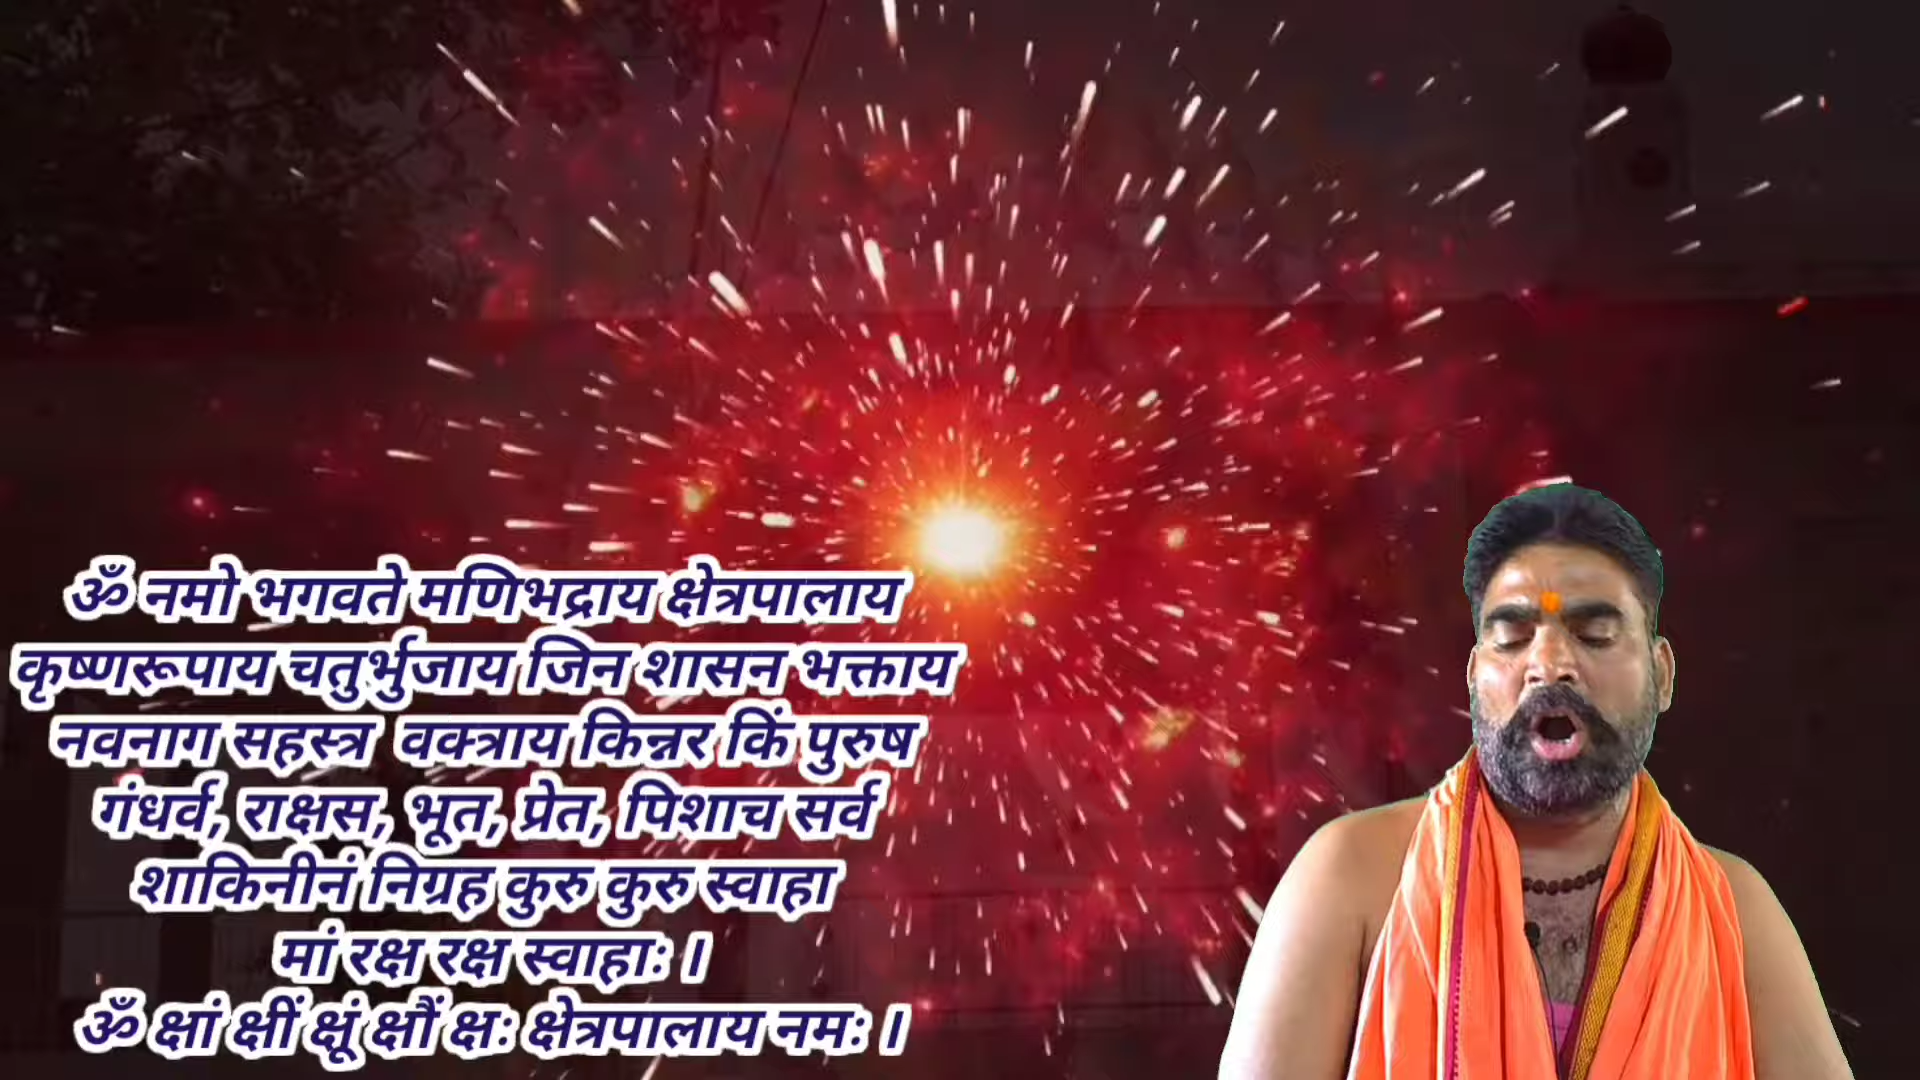 ॐ नमो भगवते मणिभद्राय क्षेत्रपालाय
कृष्णरूपाय चतुर्भुजाय जिन शासन भक्ताय
नवनाग सहस्त्र वक्त्राय किन्नर किं पुरुष
गंधर्व, राक्षस, भूत, प्रेत, पिशाच सर्व
शाकिनीनं निग्रह कुरु कुरु स्वाहा
मां रक्ष रक्ष स्वाहाः ।
ॐ क्षां क्षीं क्षूं क्षौं क्षः क्षेत्रपालाय नमः ।